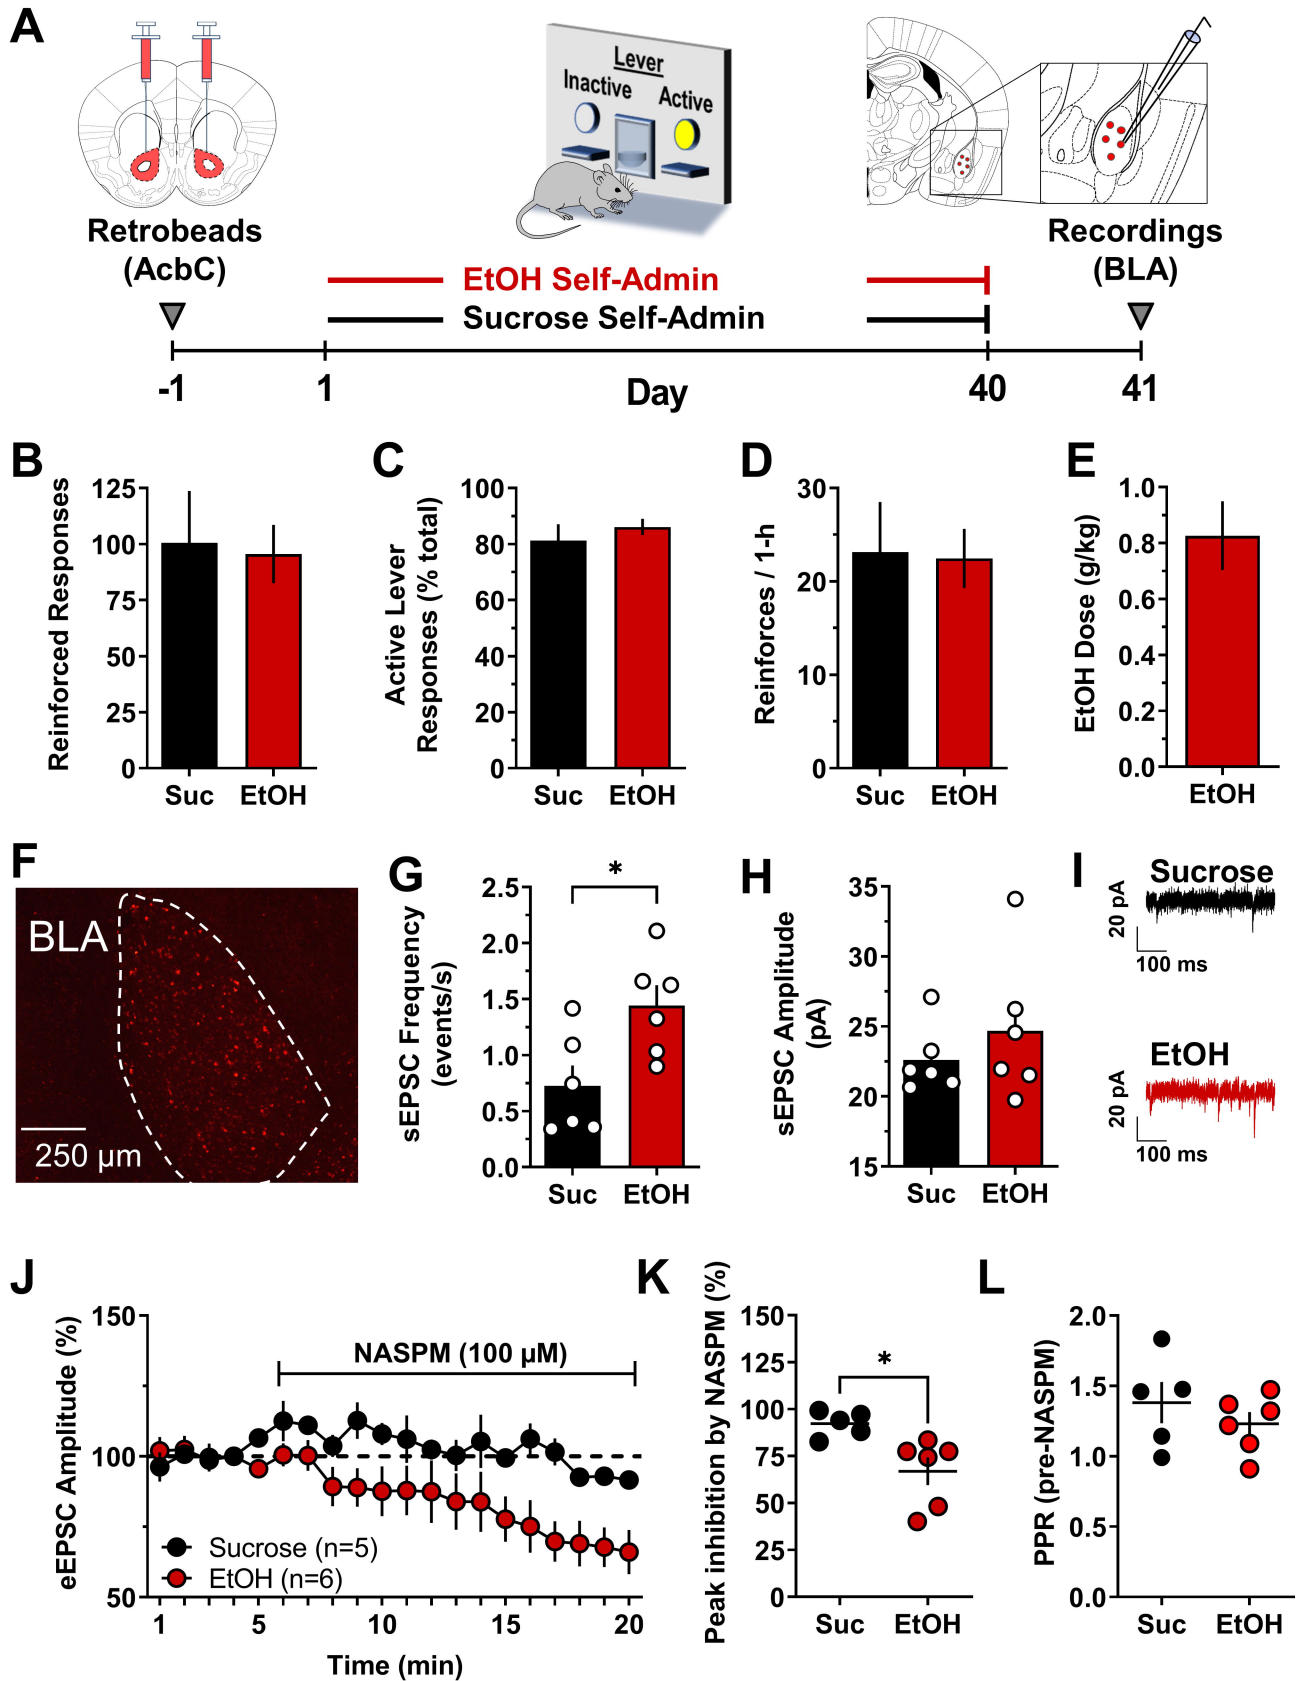 A
Lever
Inactive
Active
Retrobeads
(AcbC)
Recordings
(BLA)
EtOH Self-Admin
Sucrose Self-Admin
-1
1
Day
40
41
B
Reinforced Responses
125
100
75
50
25
0
Suc
EtOH
C
Active Lever
Responses (% total)
100
80
60
40
20
0
Suc
EtOH
D
Reinforces / 1-h
30
20
10
0
Suc
EtOH
E
EtOH Dose (g/kg)
1.0
0.8
0.6
0.4
0.2
0.0
EtOH
F
BLA
250 µm
G
sEPSC Frequency
(events/s)
2.5
2.0
1.5
1.0
0.5
0.0
*
Suc
EtOH
H
sEPSC Amplitude
(pA)
35
30
25
20
15
Suc
EtOH
I
Sucrose
20 pA
100 ms
EtOH
20 pA
100 ms
J
eEPSC Amplitude (%)
150
100
50
NASPM (100 µM)
Sucrose (n=5)
EtOH (n=6)
1
5
10
15
20
Time (min)
K
Peak inhibition by NASPM (%)
150
125
100
75
50
25
0
*
Suc
EtOH
L
PPR (pre-NASPM)
2.0
1.5
1.0
0.5
0.0
Suc
EtOH